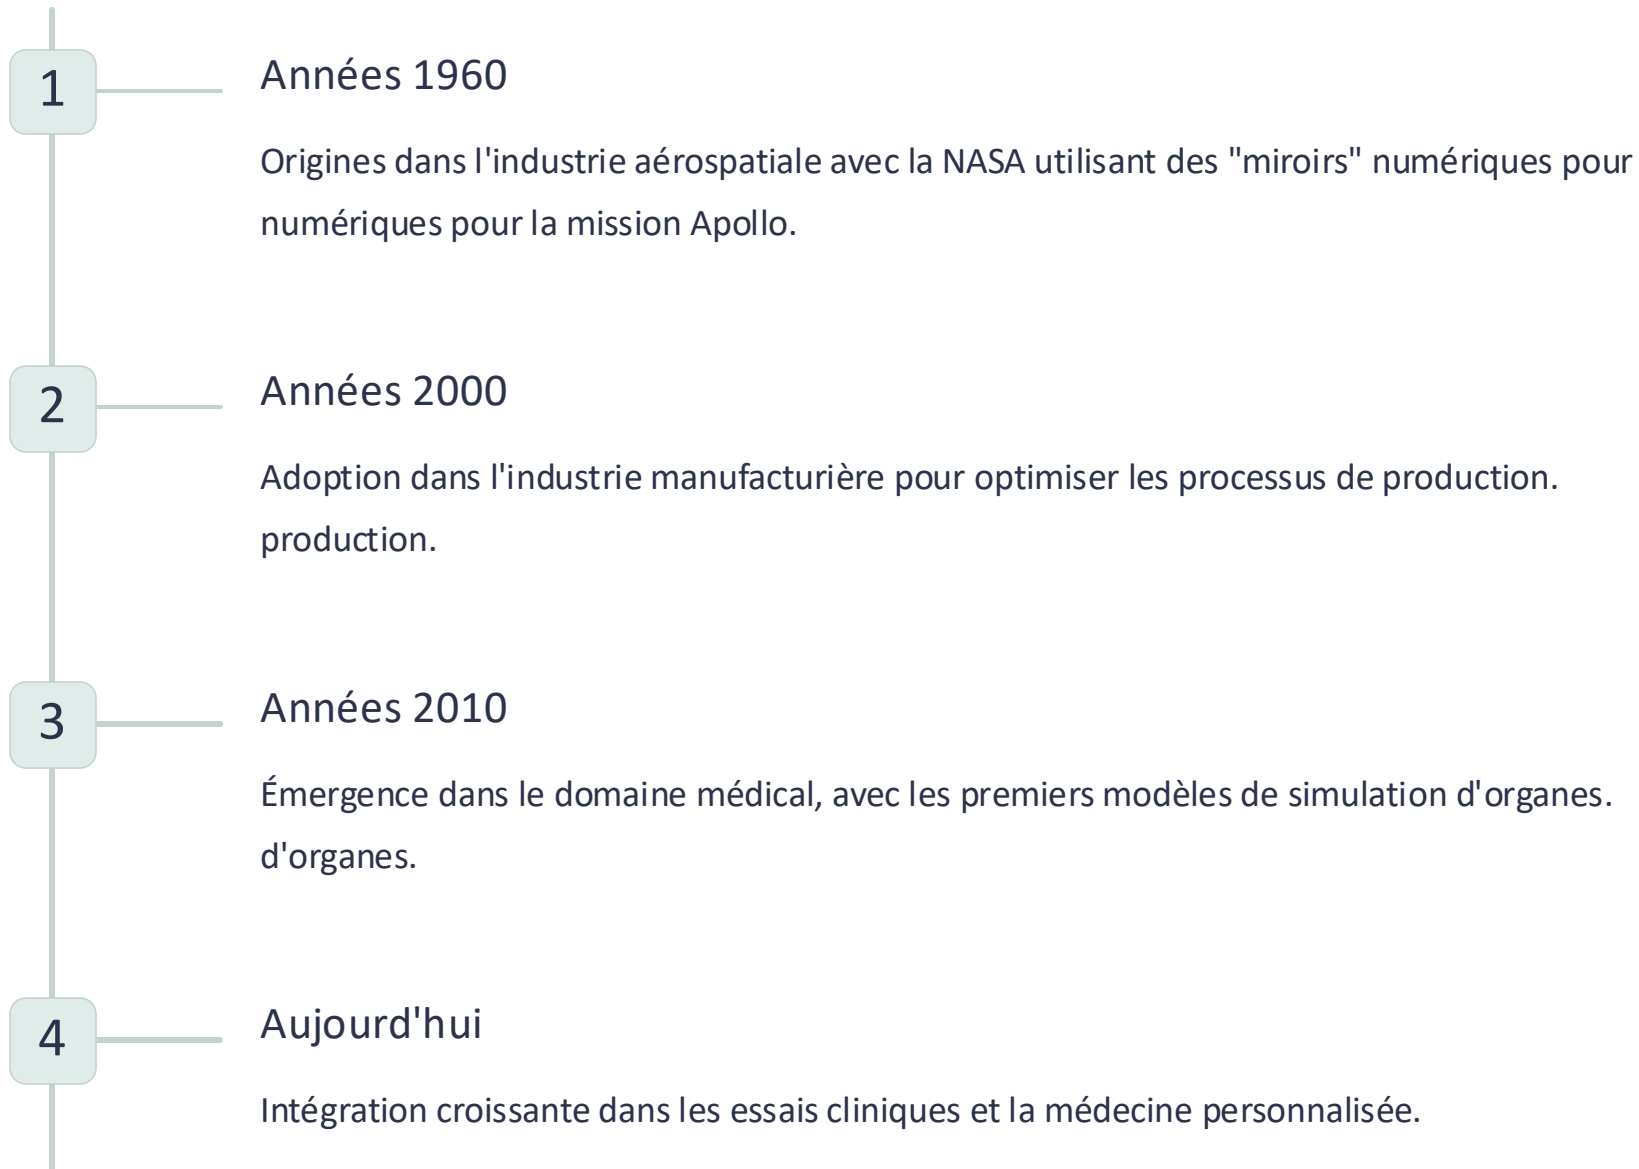 1
Années 1960
Origines dans l'industrie aérospatiale avec la NASA utilisant des "miroirs" numériques pour
numériques pour la mission Apollo.
2
Années 2000
Adoption dans l'industrie manufacturière pour optimiser les processus de production.
production.
3
Années 2010
Émergence dans le domaine médical, avec les premiers modèles de simulation d'organes.
d'organes.
4
Aujourd'hui
Intégration croissante dans les essais cliniques et la médecine personnalisée.